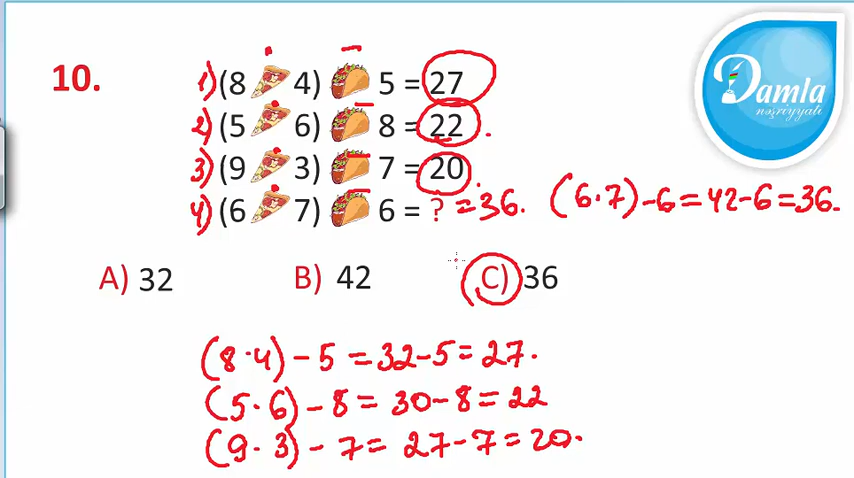 10.
1) (8 4) 5 = 27
2) (5 6) 8 = 22.
3) (9 3) 7 = 20.
4) (6 7) 6 = ? = 36. (6·7)-6=42-6=36.
A) 32 B) 42 C) 36
(8·4)-5=32-5=27.
(5·6)-8=30-8=22
(9·3)-7=27-7=20.
Damla
nəşriyyatı